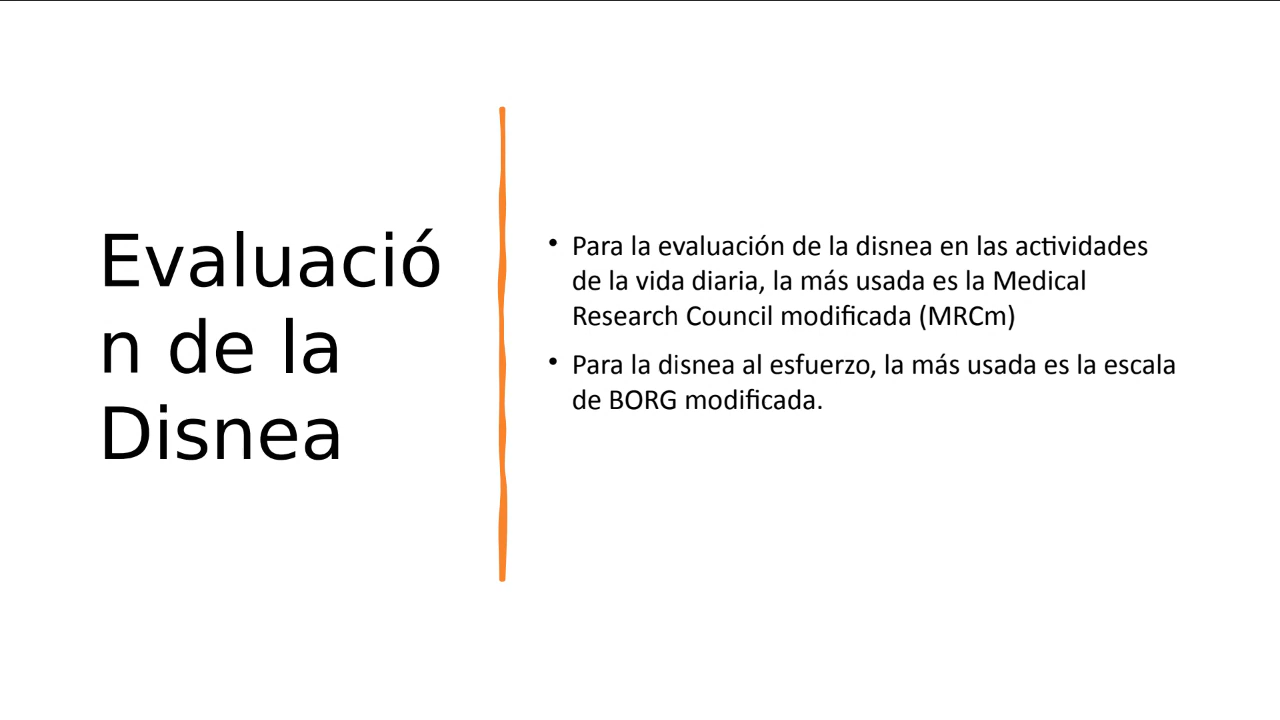 Evaluació
n de la
Disnea
• Para la evaluación de la disnea en las actividades
de la vida diaria, la más usada es la Medical
Research Council modificada (MRCm)
• Para la disnea al esfuerzo, la más usada es la escala
de BORG modificada.